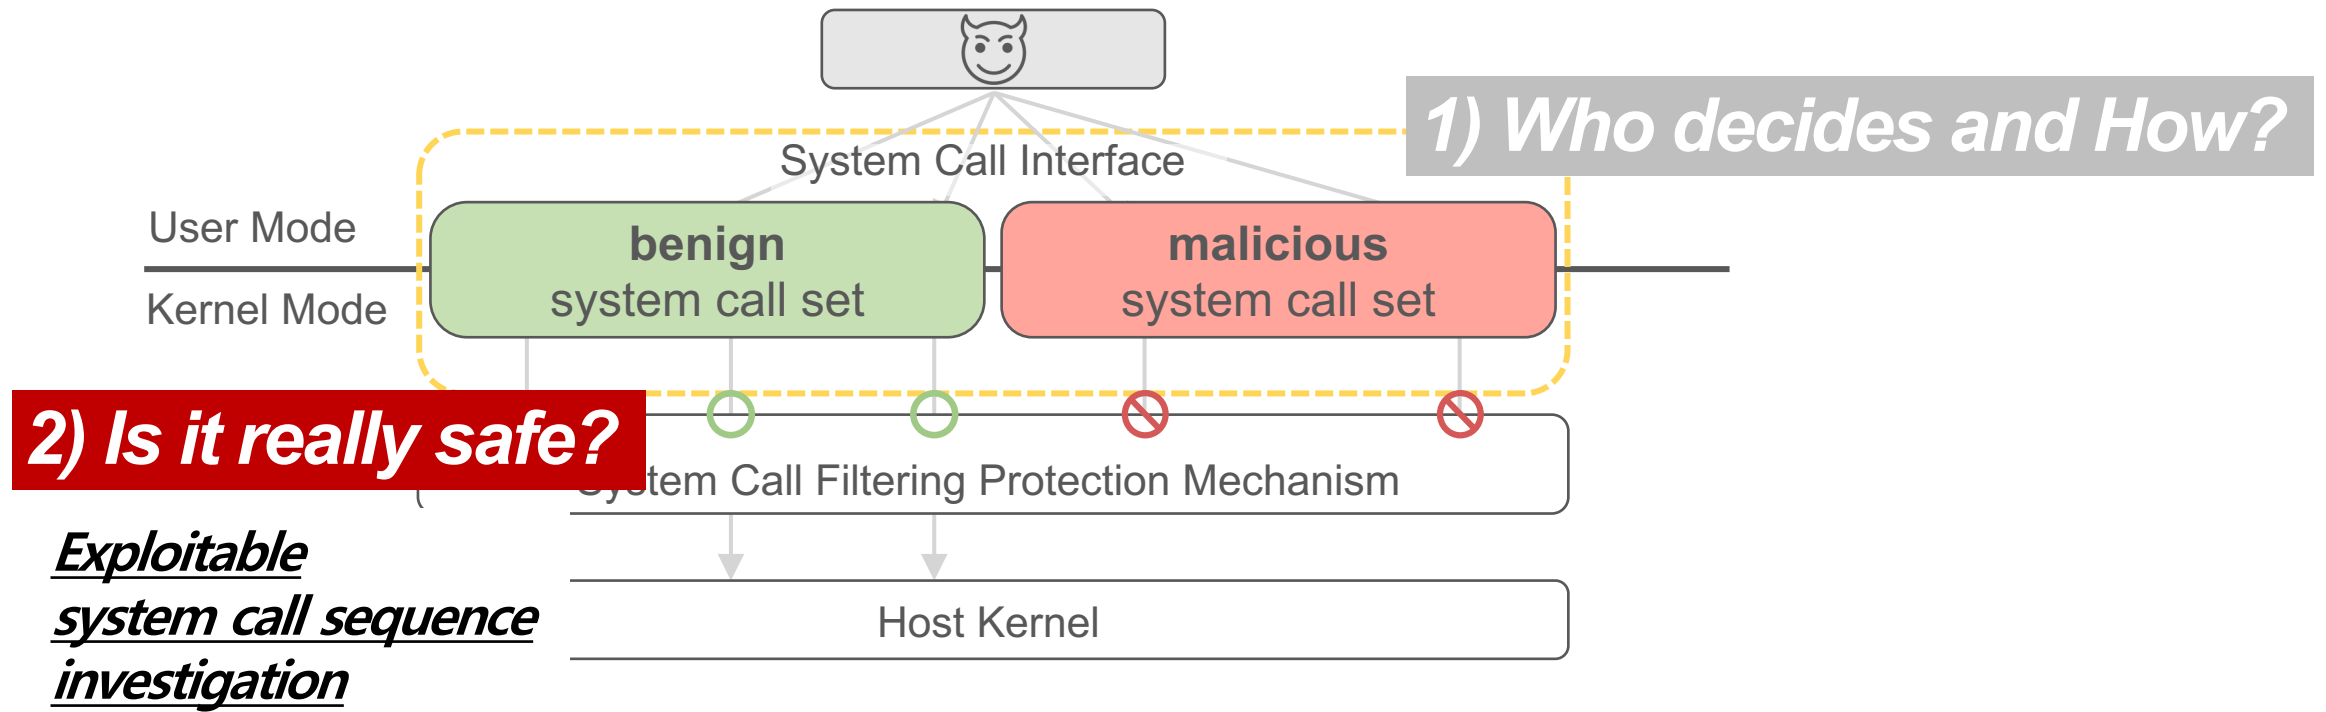 1) Who decides and How?
System Call Interface
User Mode
benign
system call set
malicious
system call set
Kernel Mode
2) Is it really safe?
System Call Filtering Protection Mechanism
Exploitable
system call sequence
investigation
Host Kernel